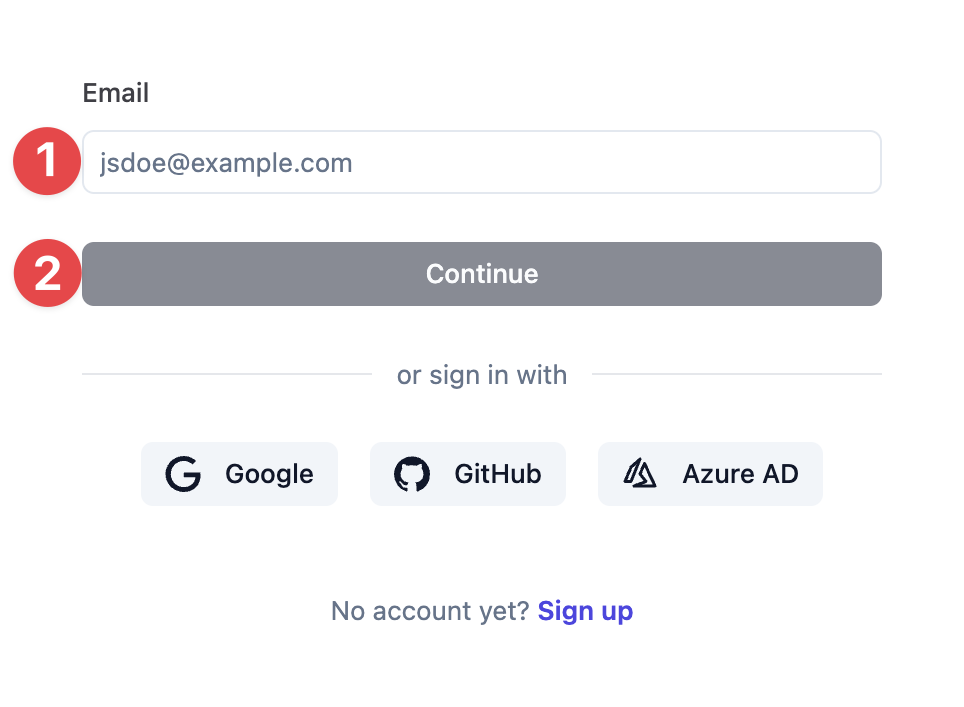 Email
1 jsdoe@example.com
2 Continue
or sign in with
Google GitHub Azure AD
No account yet? Sign up